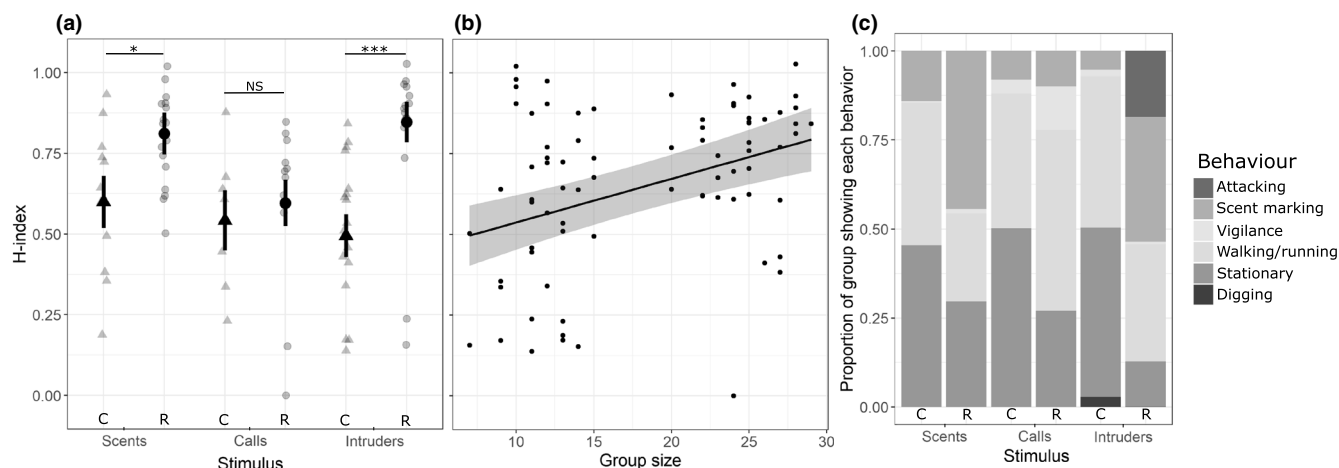 (a)
*
***
NS
H-index
1.00
0.75
0.50
0.25
0.00
C R C R C R
Scents Calls Intruders
Stimulus
(b)
10 15 20 25 30
Group size
(c)
Proportion of group showing each behavior
1.00
0.75
0.50
0.25
0.00
C R C R C R
Scents Calls Intruders
Stimulus
Behaviour
Attacking
Scent marking
Vigilance
Walking/running
Stationary
Digging